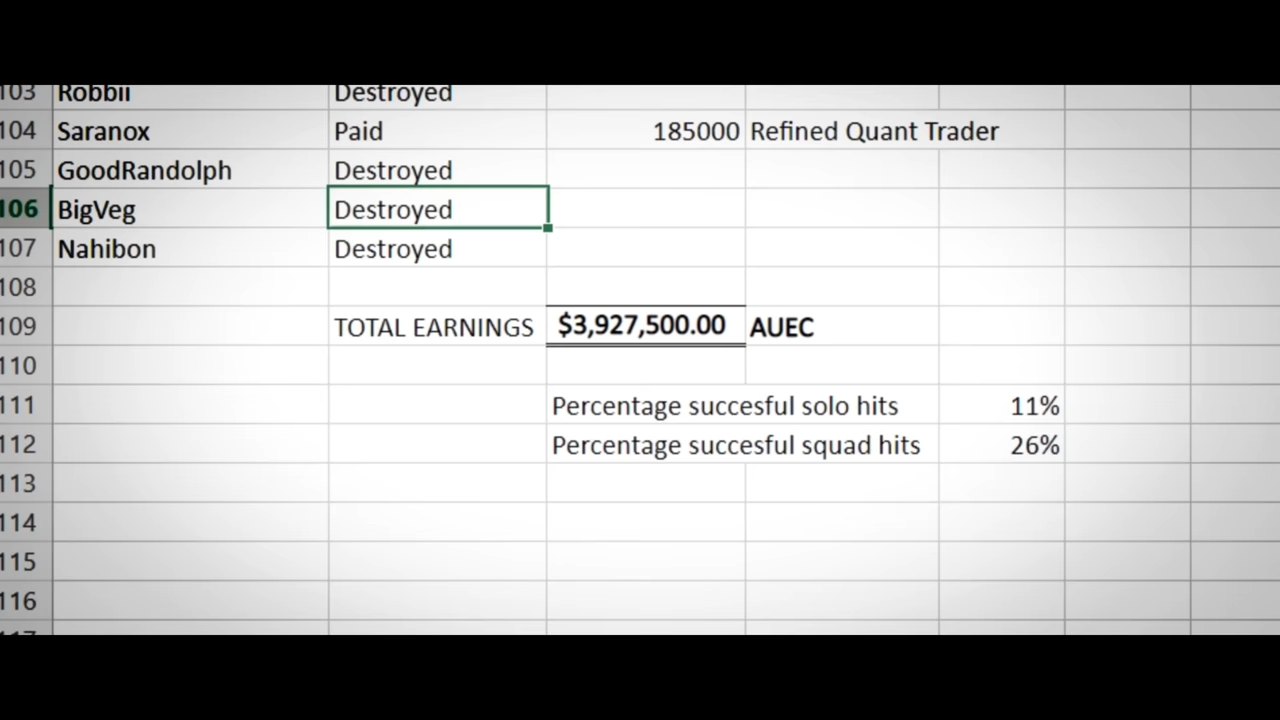 103 Robbii Destroyed
104 Saranox Paid 185000 Refined Quant Trader
105 GoodRandolph Destroyed
106 BigVeg Destroyed
107 Nahibon Destroyed
108
109 TOTAL EARNINGS $3,927,500.00 AUEC
110
111 Percentage succesful solo hits 11%
112 Percentage succesful squad hits 26%
113
114
115
116
117